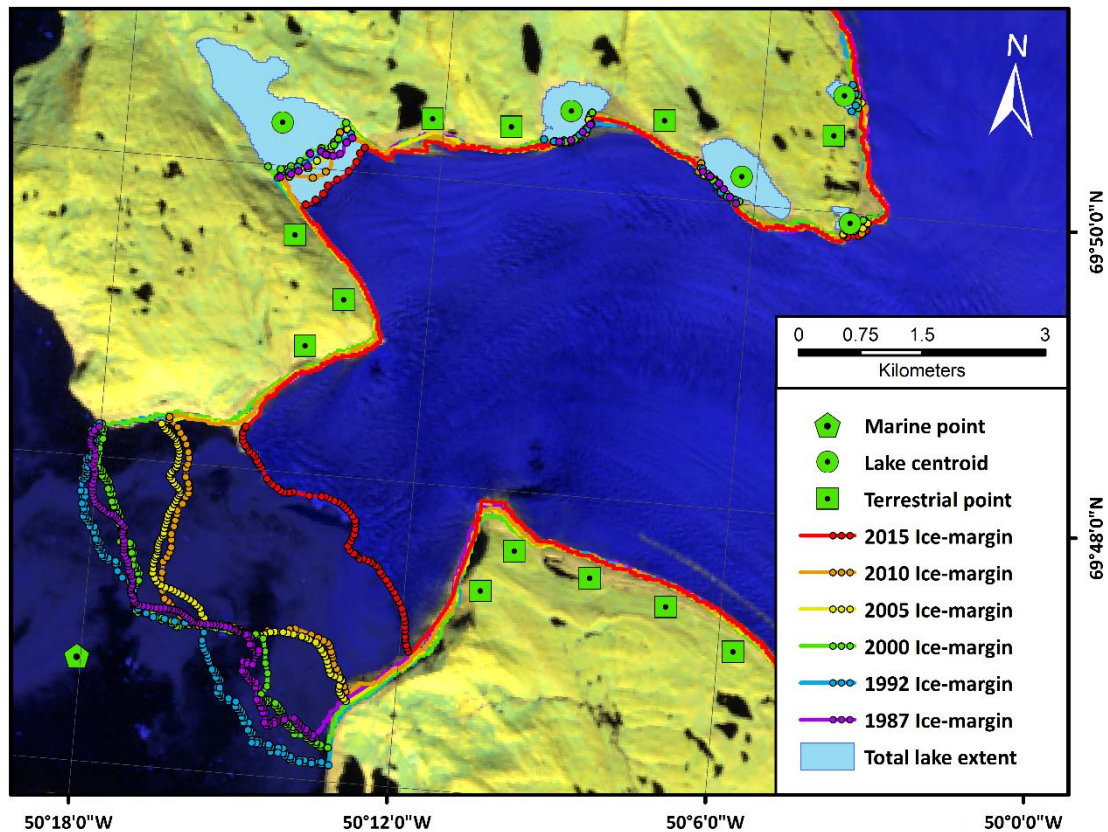 N
69°50'0"N
0 0.75 1.5 3
Kilometers
Marine point
Lake centroid
Terrestrial point
2015 Ice-margin
2010 Ice-margin
2005 Ice-margin
2000 Ice-margin
1992 Ice-margin
1987 Ice-margin
Total lake extent
69°48'0"N
50°18'0"W 50°12'0"W 50°6'0"W 50°0'0"W